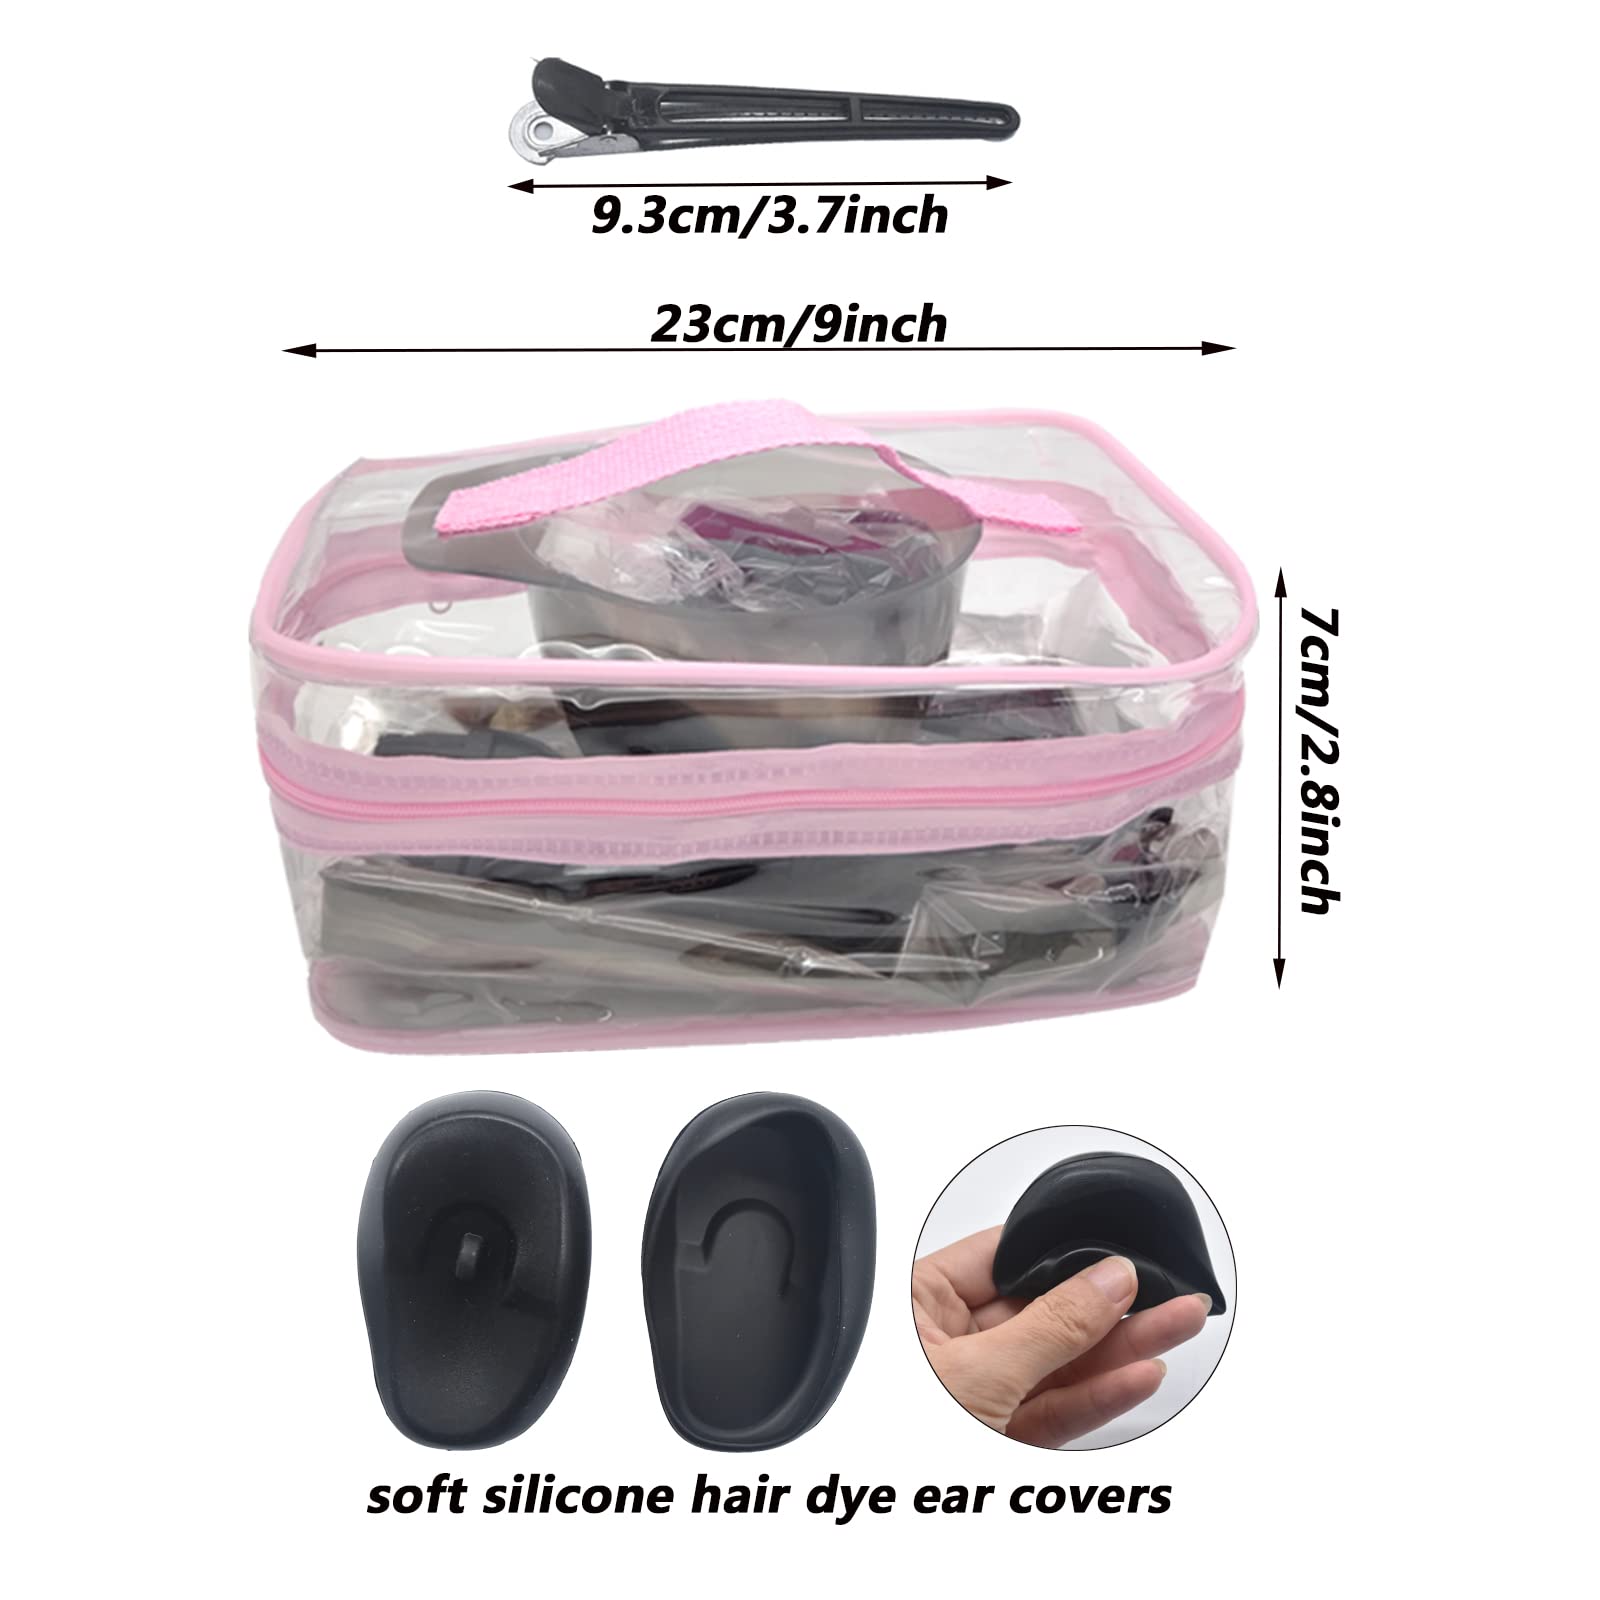 9.3cm/3.7inch
23cm/9inch
7cm/2.8inch
soft silicone hair dye ear covers